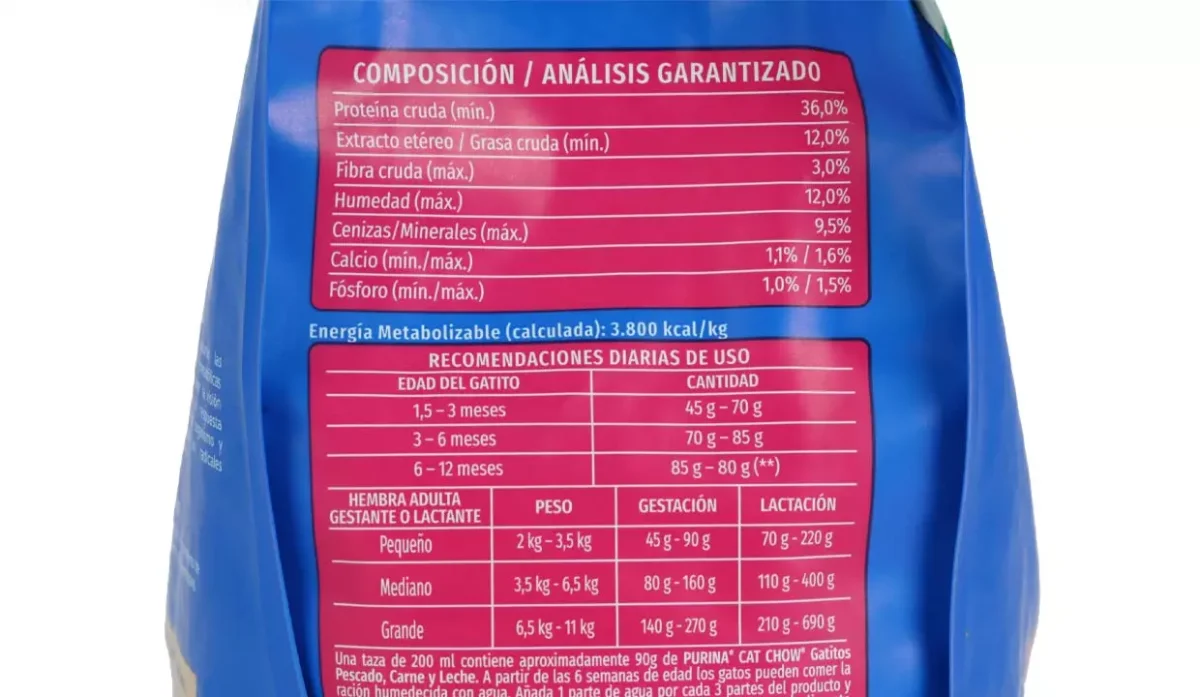 COMPOSICIÓN / ANÁLISIS GARANTIZADO
Proteína cruda (mín.) 36,0%
Extracto etéreo / Grasa cruda (mín.) 12,0%
Fibra cruda (máx.) 3,0%
Humedad (máx.) 12,0%
Cenizas/Minerales (máx.) 9,5%
Calcio (mín./máx.) 1,1% / 1,6%
Fósforo (mín./máx.) 1,0% / 1,5%
Energía Metabolizable (calculada): 3.800 kcal/kg
RECOMENDACIONES DIARIAS DE USO
EDAD DEL GATITO CANTIDAD
1,5 – 3 meses 45 g – 70 g
3 – 6 meses 70 g – 85 g
6 – 12 meses 85 g – 80 g (**)
HEMBRA ADULTA
GESTANTE O LACTANTE PESO GESTACIÓN LACTACIÓN
Pequeño 2 kg – 3,5 kg 45 g - 90 g 70 g - 220 g
Mediano 3,5 kg - 6,5 kg 80 g - 160 g 110 g - 400 g
Grande 6,5 kg - 11 kg 140 g - 270 g 210 g - 690 g
Una taza de 200 ml contiene aproximadamente 90g de PURINA® CAT CHOW® Gatitos
Pescado, Carne y Leche. A partir de las 6 semanas de edad los gatos pueden comer la
ración humedecida con agua. Añada 1 parte de agua por cada 3 partes del producto y
las
respuesta
y
radicales